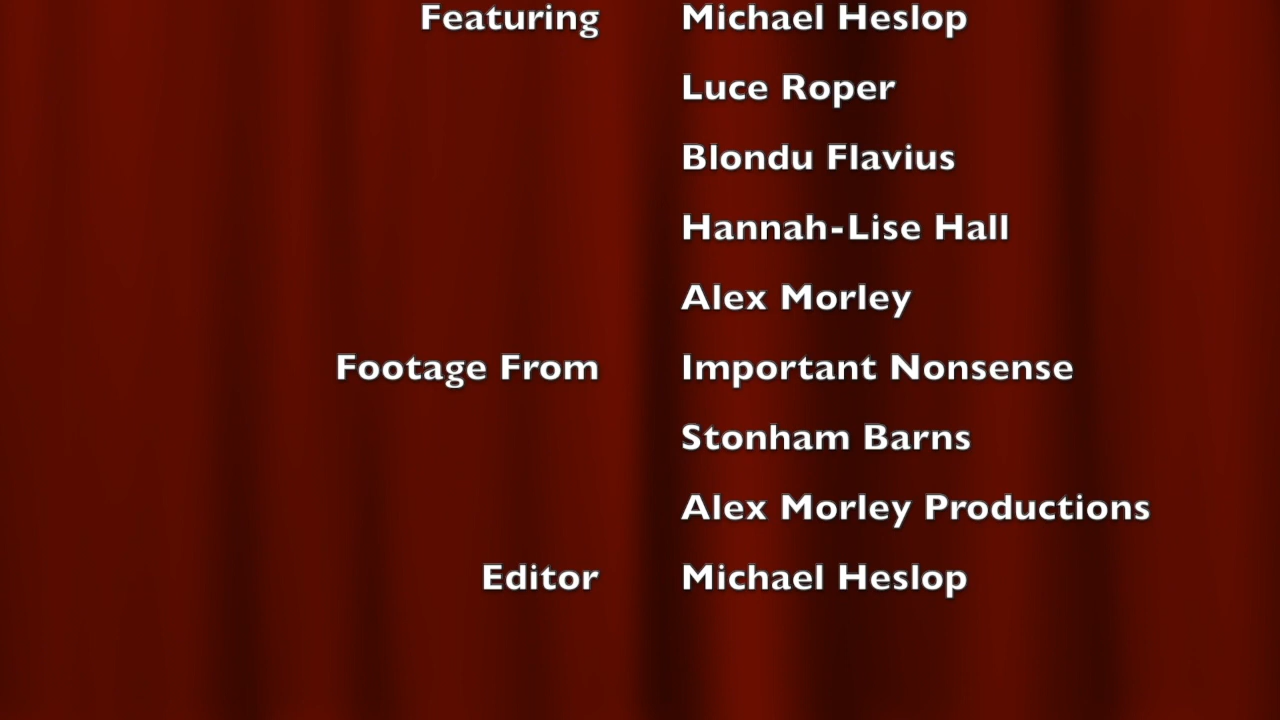 Featuring Michael Heslop
Luce Roper
Blondu Flavius
Hannah-Lise Hall
Alex Morley
Footage From Important Nonsense
Stonham Barns
Alex Morley Productions
Editor Michael Heslop